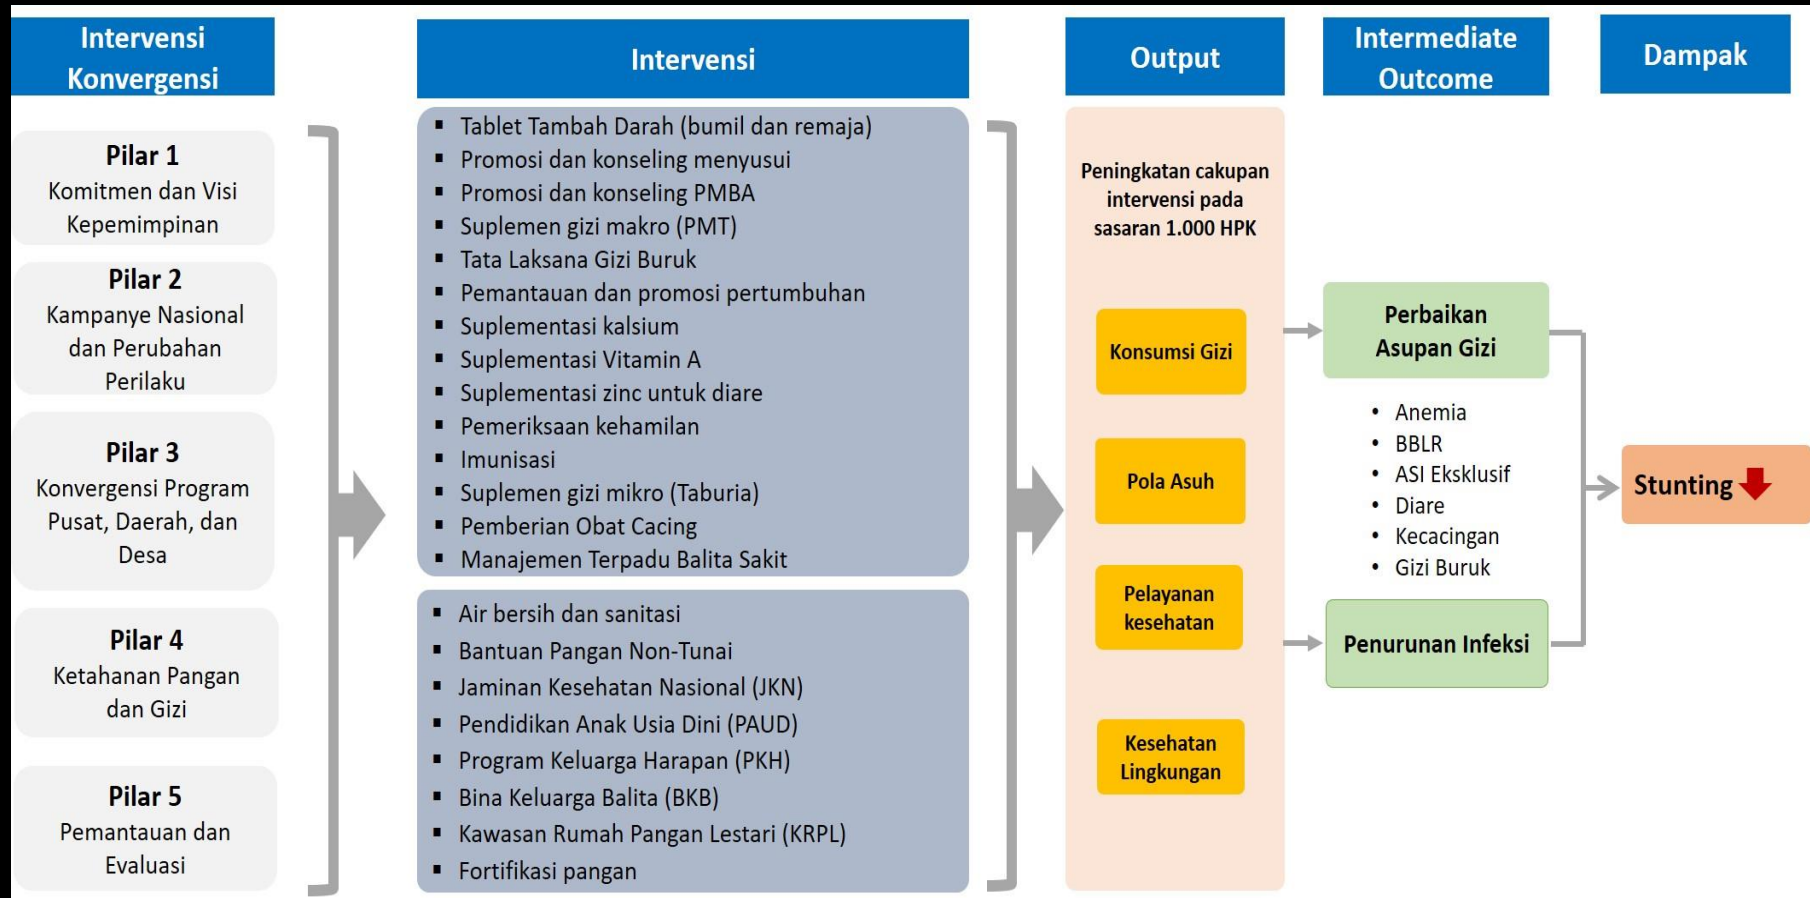 Intervensi
Konvergensi
Pilar 1
Komitmen dan Visi
Kepemimpinan
Pilar 2
Kampanye Nasional
dan Perubahan
Perilaku
Pilar 3
Konvergensi Program
Pusat, Daerah, dan
Desa
Pilar 4
Ketahanan Pangan
dan Gizi
Pilar 5
Pemantauan dan
Evaluasi
Intervensi
Tablet Tambah Darah (bumil dan remaja)
Promosi dan konseling menyusui
Promosi dan konseling PMBA
Suplemen gizi makro (PMT)
Tata Laksana Gizi Buruk
Pemantauan dan promosi pertumbuhan
Suplementasi kalsium
Suplementasi Vitamin A
Suplementasi zinc untuk diare
Pemeriksaan kehamilan
Imunisasi
Suplemen gizi mikro (Taburia)
Pemberian Obat Cacing
Manajemen Terpadu Balita Sakit
Air bersih dan sanitasi
Bantuan Pangan Non-Tunai
Jaminan Kesehatan Nasional (JKN)
Pendidikan Anak Usia Dini (PAUD)
Program Keluarga Harapan (PKH)
Bina Keluarga Balita (BKB)
Kawasan Rumah Pangan Lestari (KRPL)
Fortifikasi pangan
Output
Peningkatan cakupan
intervensi pada
sasaran 1.000 HPK
Konsumsi Gizi
Pola Asuh
Pelayanan
kesehatan
Kesehatan
Lingkungan
Intermediate
Outcome
Perbaikan
Asupan Gizi
Anemia
BBLR
ASI Eksklusif
Diare
Kecacingan
Gizi Buruk
Penurunan Infeksi
Dampak
Stunting